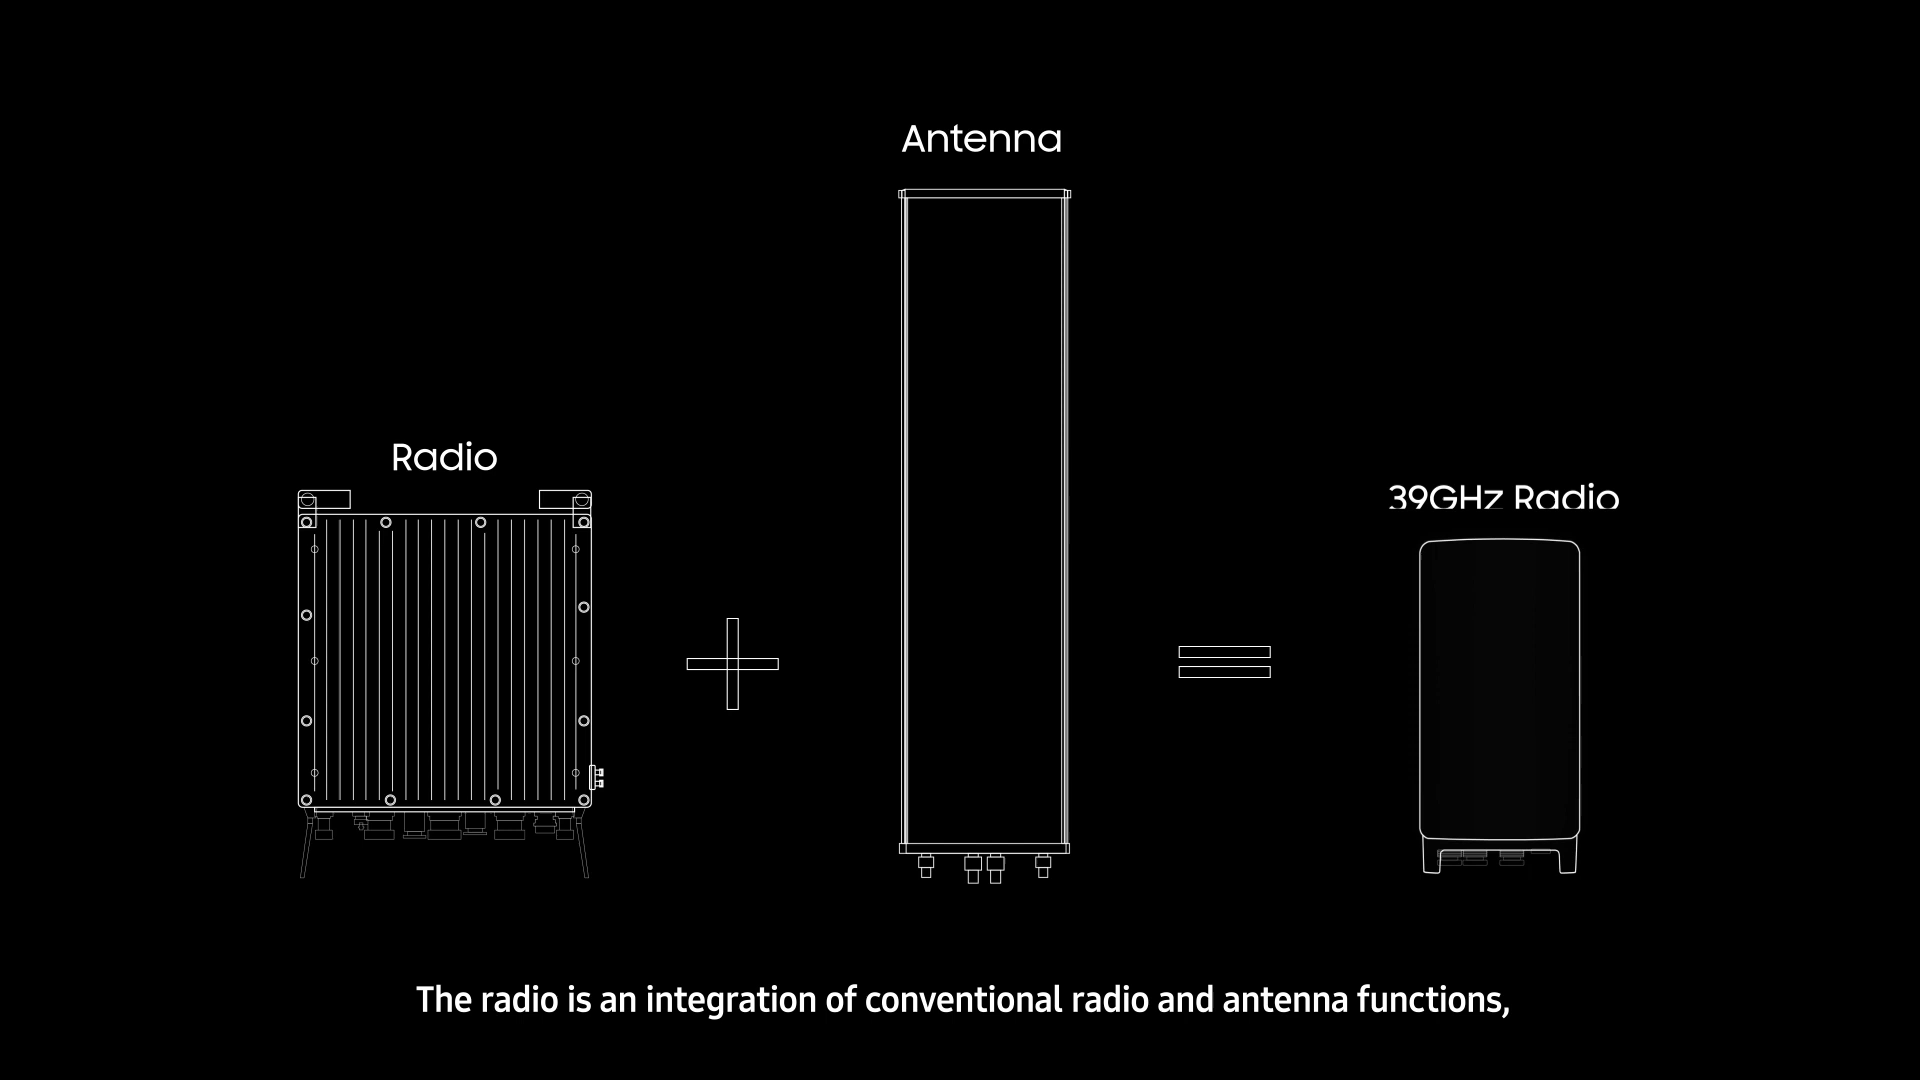 Antenna
Radio
39GHz Radio
The radio is an integration of conventional radio and antenna functions,